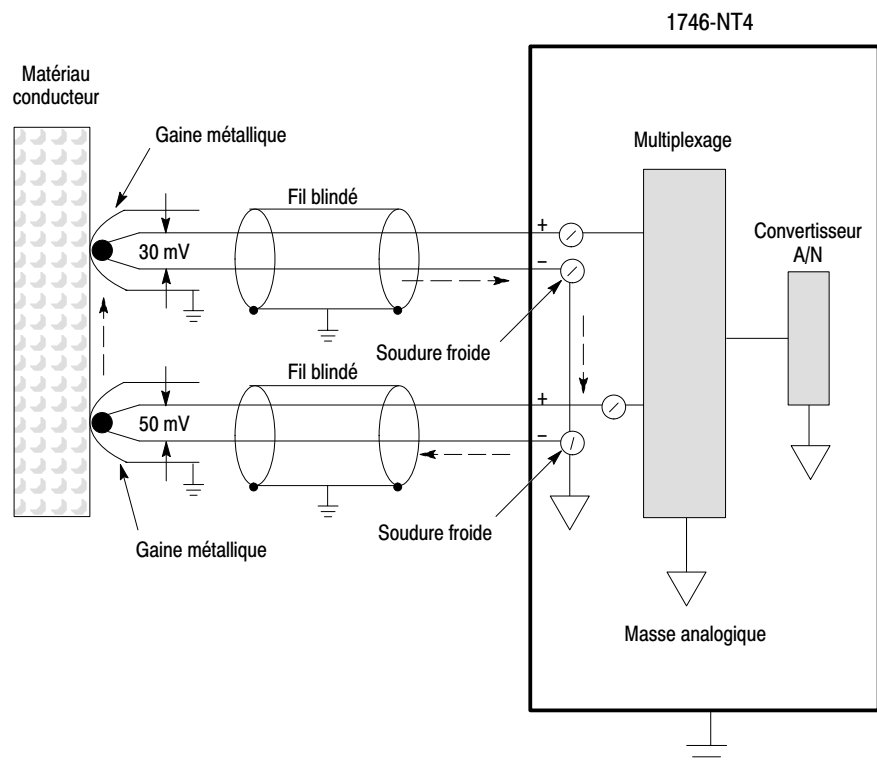 1746-NT4
Matériau
conducteur
Gaine métallique
Multiplexage
Fil blindé
Convertisseur
A/N
+
30 mV
–
Soudure froide
Fil blindé
+
50 mV
–
Soudure froide
Gaine métallique
Masse analogique